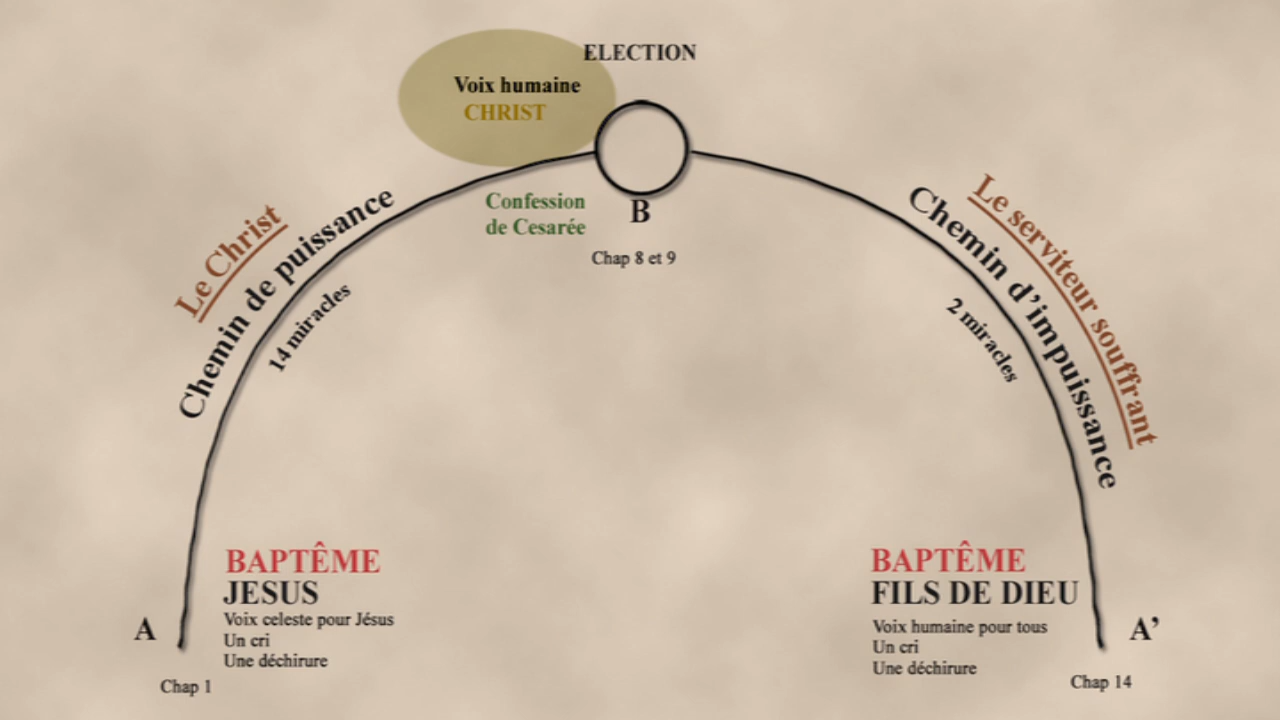 ELECTION
Voix humaine
CHRIST
Confession
de Cesarée
B
Chap 8 et 9
Le Christ
Chemin de puissance
14 miracles
Le serviteur souffrant
Chemin d’impuissance
2 miracles
A
BAPTÊME
JESUS
Voix celeste pour Jésus
Un cri
Une déchirure
Chap 1
BAPTÊME
FILS DE DIEU
Voix humaine pour tous
Un cri
Une déchirure
A’
Chap 14